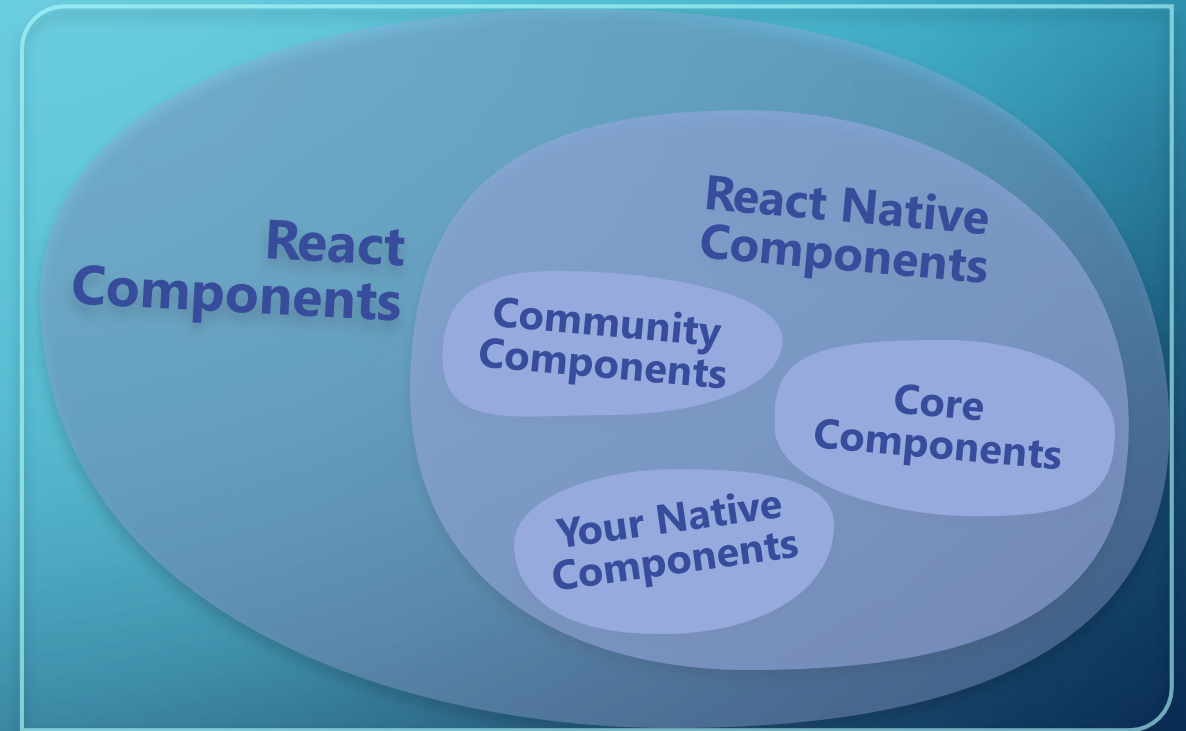 React
Components
React Native
Components
Community
Components
Core
Components
Your Native
Components